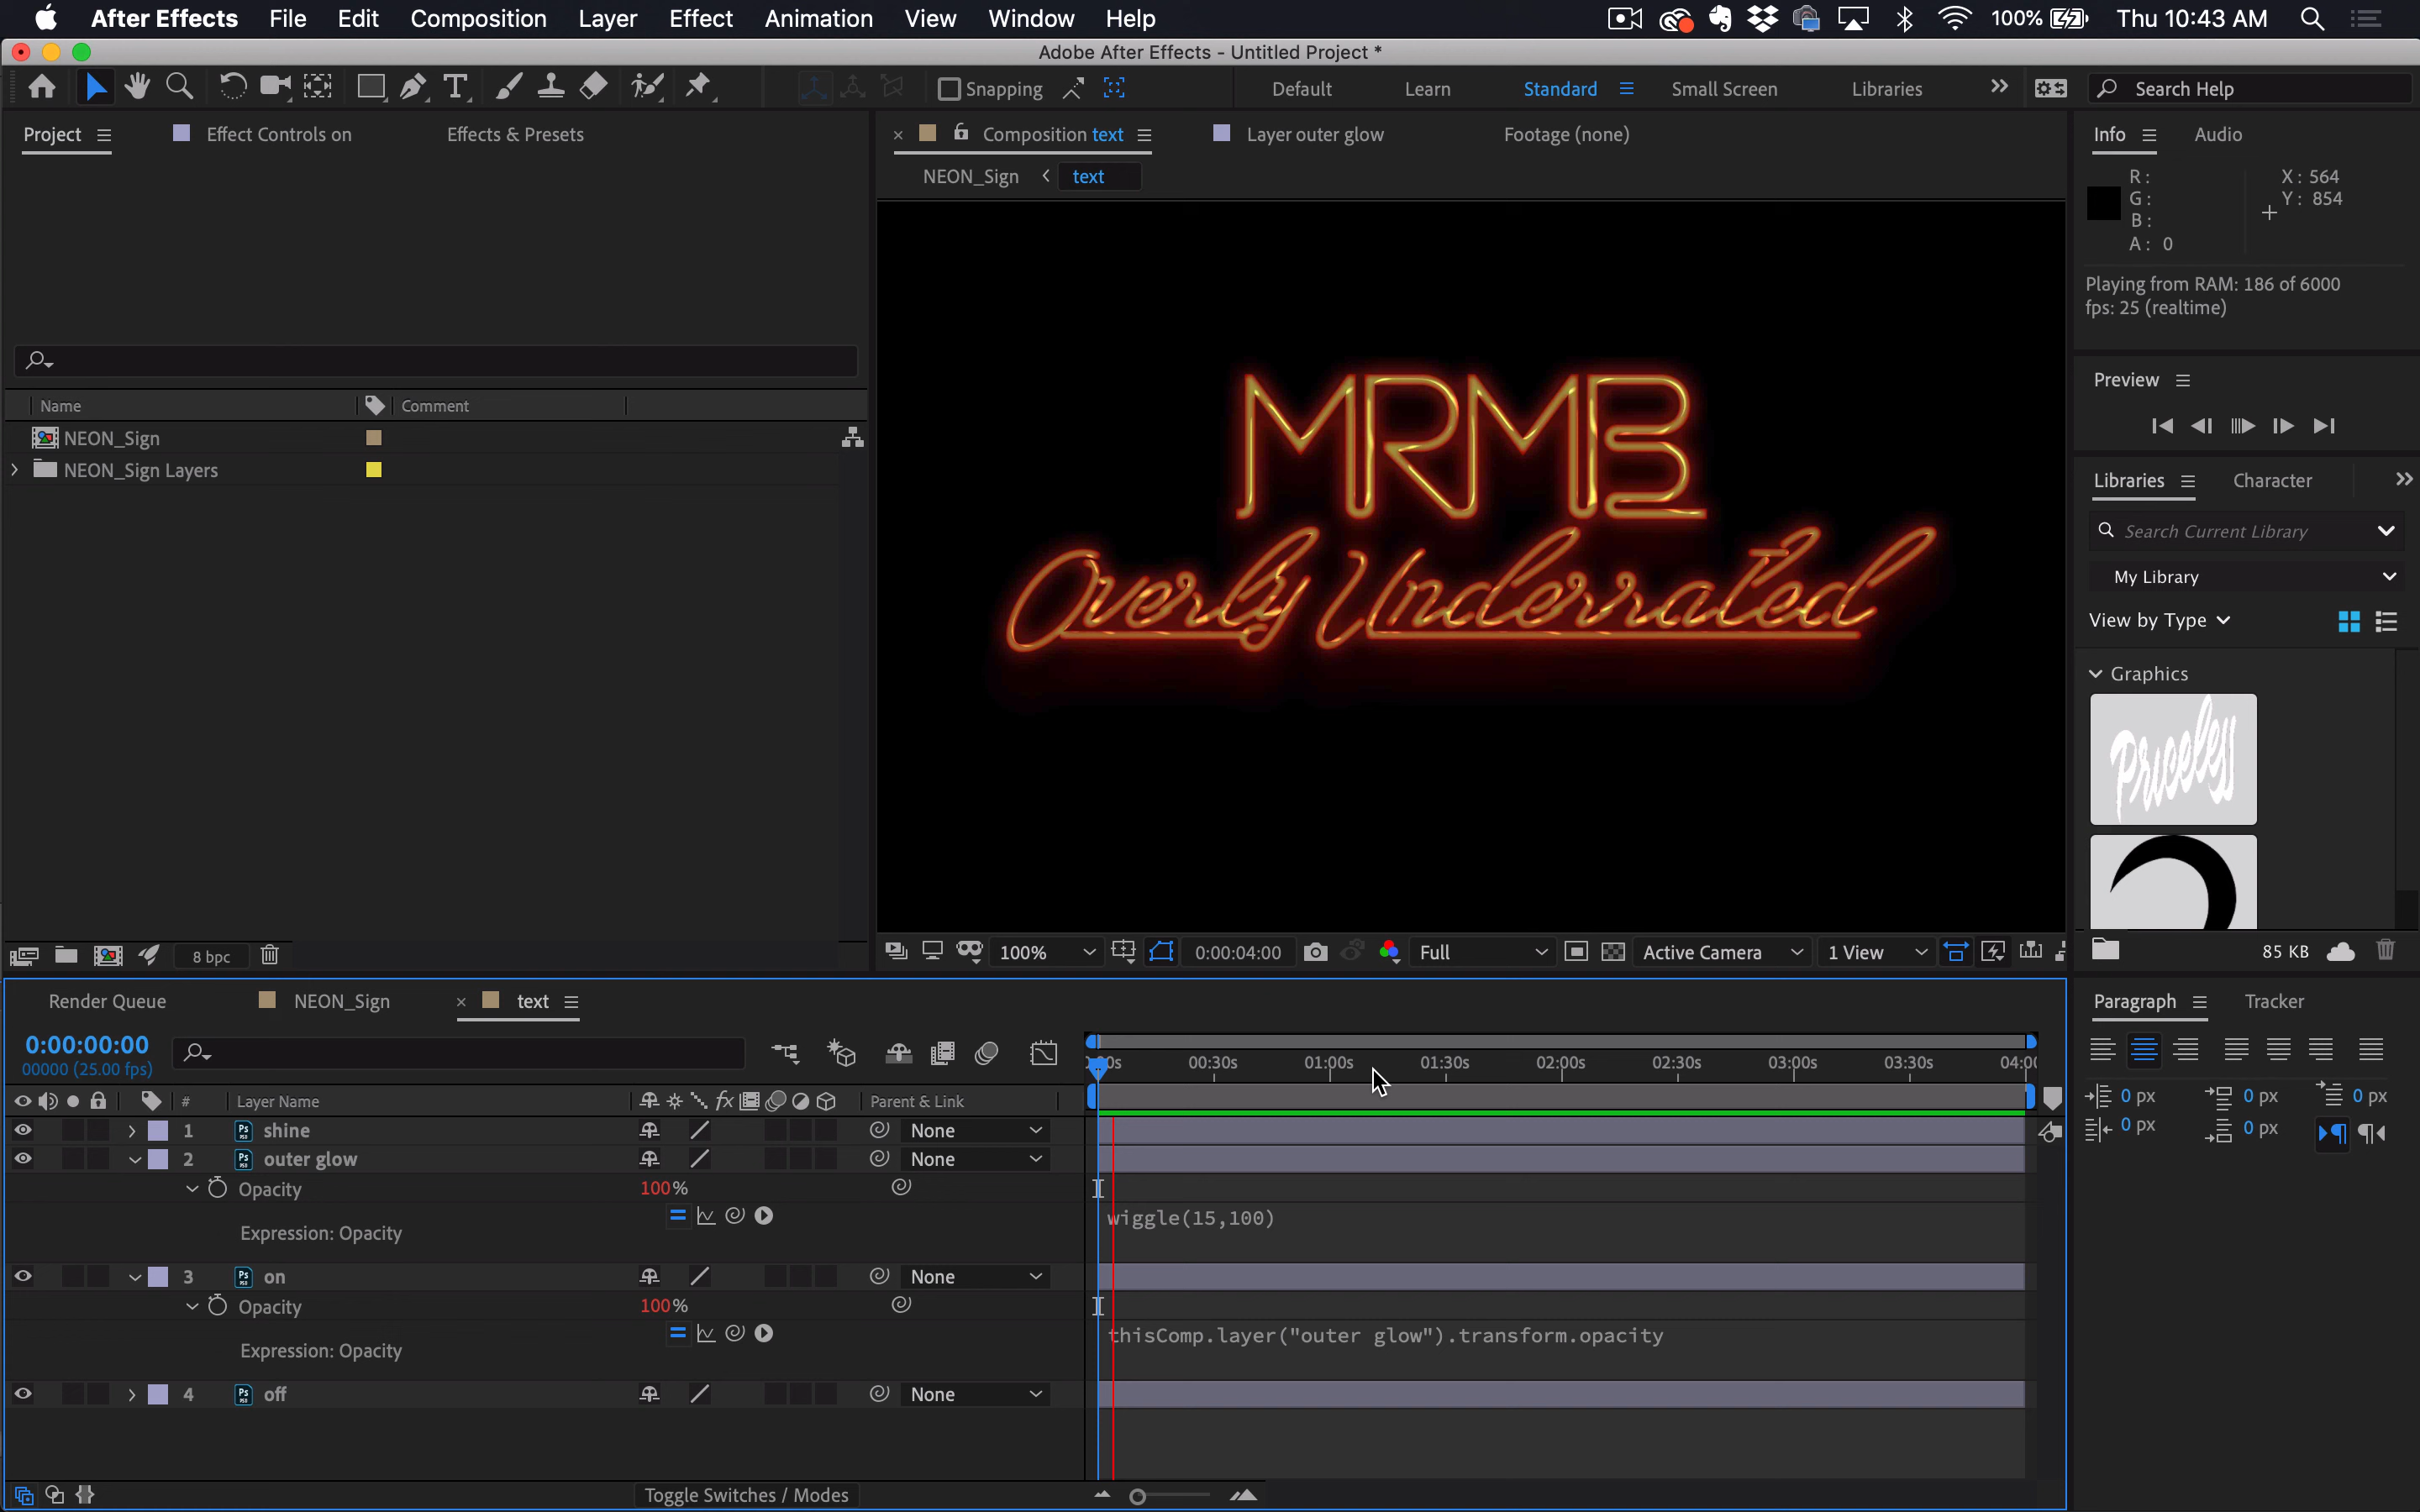 After Effects File Edit Composition Layer Effect Animation View Window Help 100% Thu 10:43 AM
Adobe After Effects - Untitled Project *
Snapping Default Learn Standard Small Screen Libraries Search Help
Project Effect Controls on Effects & Presets
Composition text Layer outer glow Footage (none)
NEON_Sign text
Info Audio
R:
G:
B:
A: 0
X: 564
Y: 854
Playing from RAM: 186 of 6000
fps: 25 (realtime)
Name Comment
NEON_Sign
NEON_Sign Layers
MRMB
Overly Underrated
Preview
Libraries Character
Search Current Library
My Library
View by Type
Graphics
Priceless
8 bpc
100% 0:00:04:00 Full Active Camera 1 View
85 KB
Render Queue NEON_Sign text
0:00:00:00
00000 (25.00 fps)
00:30s 01:00s 01:30s 02:00s 02:30s 03:00s 03:30s
# Layer Name Parent & Link
1 Ps shine None
2 Ps outer glow None
Opacity 100%
Expression: Opacity wiggle(15,100)
3 Ps on None
Opacity 100%
Expression: Opacity thisComp.layer("outer glow").transform.opacity
4 Ps off None
Toggle Switches / Modes
Paragraph Tracker
0 px 0 px 0 px
0 px 0 px